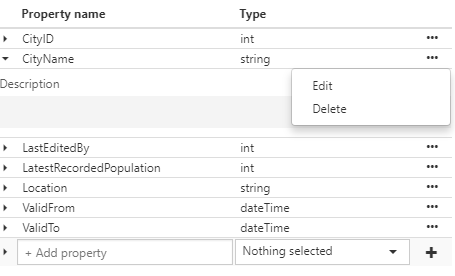 Property name Type
CityID int •••
CityName string •••
Description
Edit
Delete
LastEditedBy int •••
LatestRecordedPopulation int •••
Location string •••
ValidFrom dateTime •••
ValidTo dateTime •••
+ Add property Nothing selected +